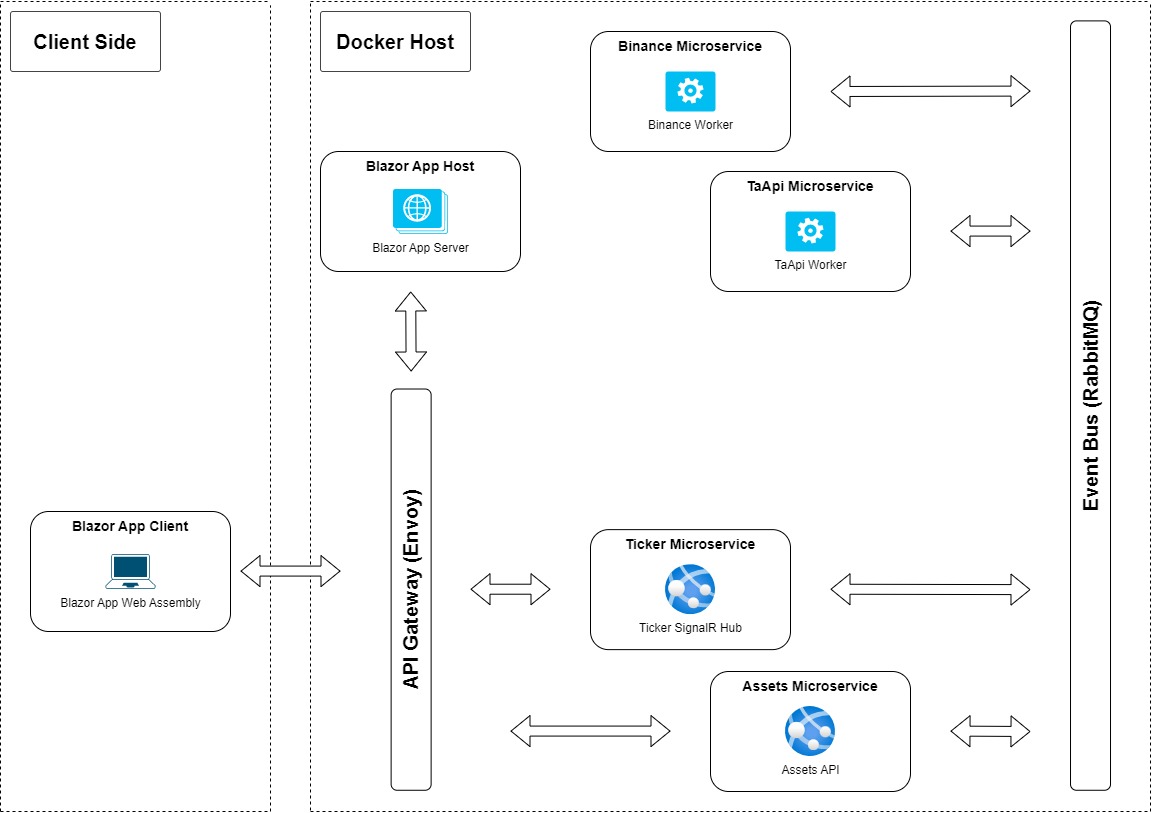 Client Side
Docker Host
Binance Microservice
Binance Worker
Blazor App Host
Blazor App Server
TaApi Microservice
TaApi Worker
Event Bus (RabbitMQ)
API Gateway (Envoy)
Blazor App Client
Blazor App Web Assembly
Ticker Microservice
Ticker SignalR Hub
Assets Microservice
Assets API